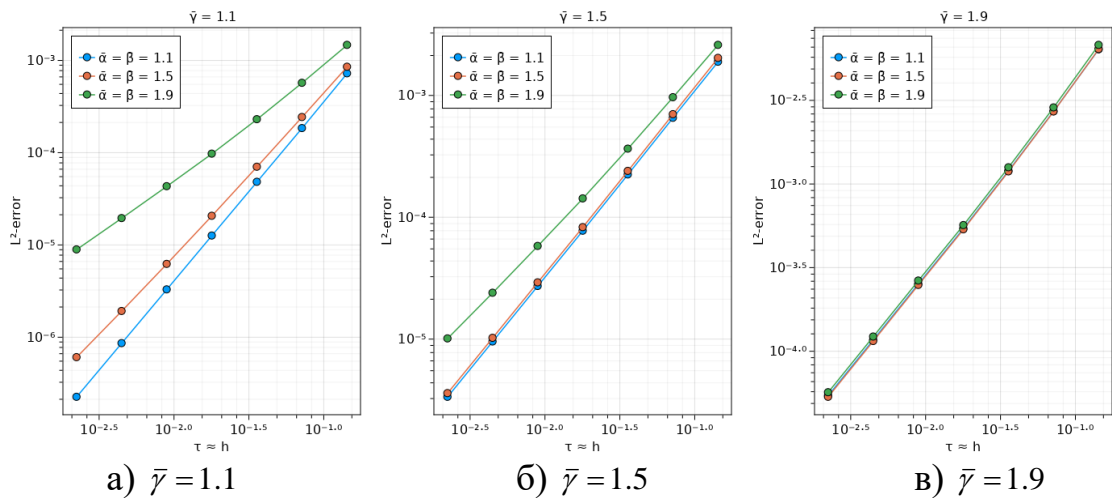 γ̄ = 1.1
10⁻³
10⁻⁴
10⁻⁵
10⁻⁶
L²-error
ᾱ = β̄ = 1.1
ᾱ = β̄ = 1.5
ᾱ = β̄ = 1.9
10⁻²·⁵ 10⁻²·⁰ 10⁻¹·⁵ 10⁻¹·⁰
τ ≈ h
а) γ̄ = 1.1
γ̄ = 1.5
10⁻³
10⁻⁴
10⁻⁵
L²-error
ᾱ = β̄ = 1.1
ᾱ = β̄ = 1.5
ᾱ = β̄ = 1.9
10⁻²·⁵ 10⁻²·⁰ 10⁻¹·⁵ 10⁻¹·⁰
τ ≈ h
б) γ̄ = 1.5
γ̄ = 1.9
10⁻²·⁵
10⁻³·⁰
10⁻³·⁵
10⁻⁴·⁰
L²-error
ᾱ = β̄ = 1.1
ᾱ = β̄ = 1.5
ᾱ = β̄ = 1.9
10⁻²·⁵ 10⁻²·⁰ 10⁻¹·⁵ 10⁻¹·⁰
τ ≈ h
в) γ̄ = 1.9